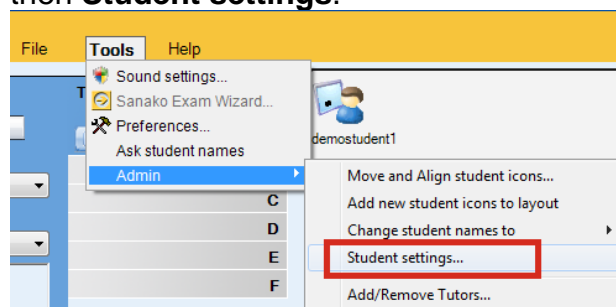 then Student settings.
File Tools Help
Sound settings...
Sanako Exam Wizard...
Preferences...
Ask student names
Admin
T
demostudent1
C
D
E
F
Move and Align student icons...
Add new student icons to layout
Change student names to
Student settings...
Add/Remove Tutors...